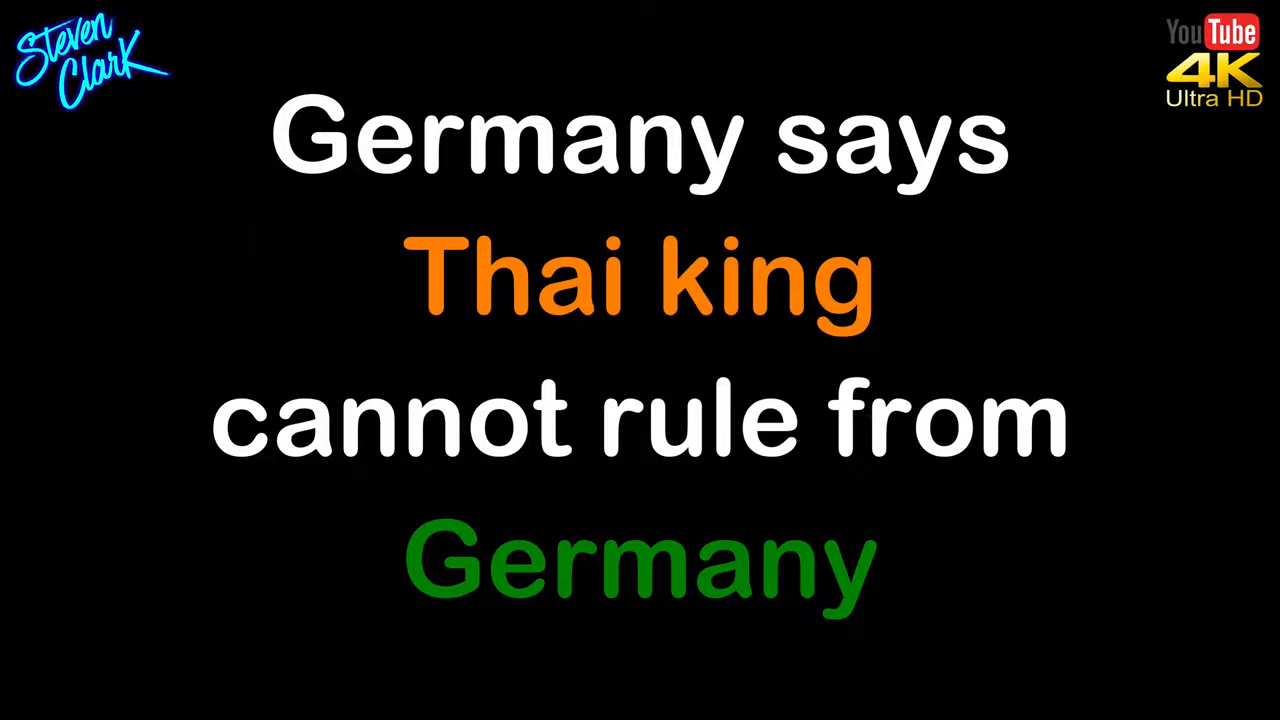 Steven
Clark
YouTube
4K
Ultra HD
Germany says
Thai king
cannot rule from
Germany